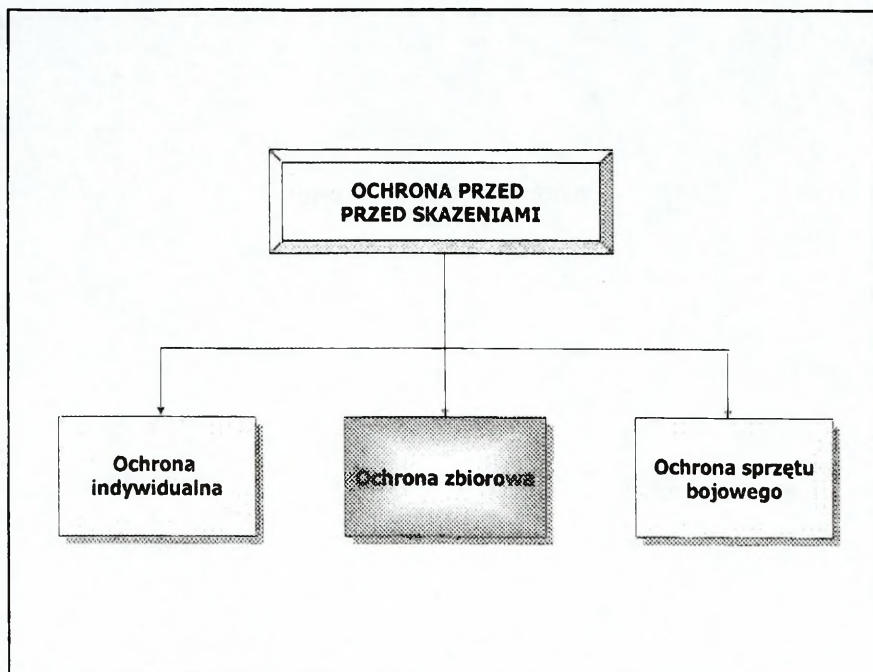 OCHRONA PRZED
PRZED SKAZENIAMI
Ochrona
indywidualna
Ochrona zbiorowa
Ochrona sprzętu
bojowego